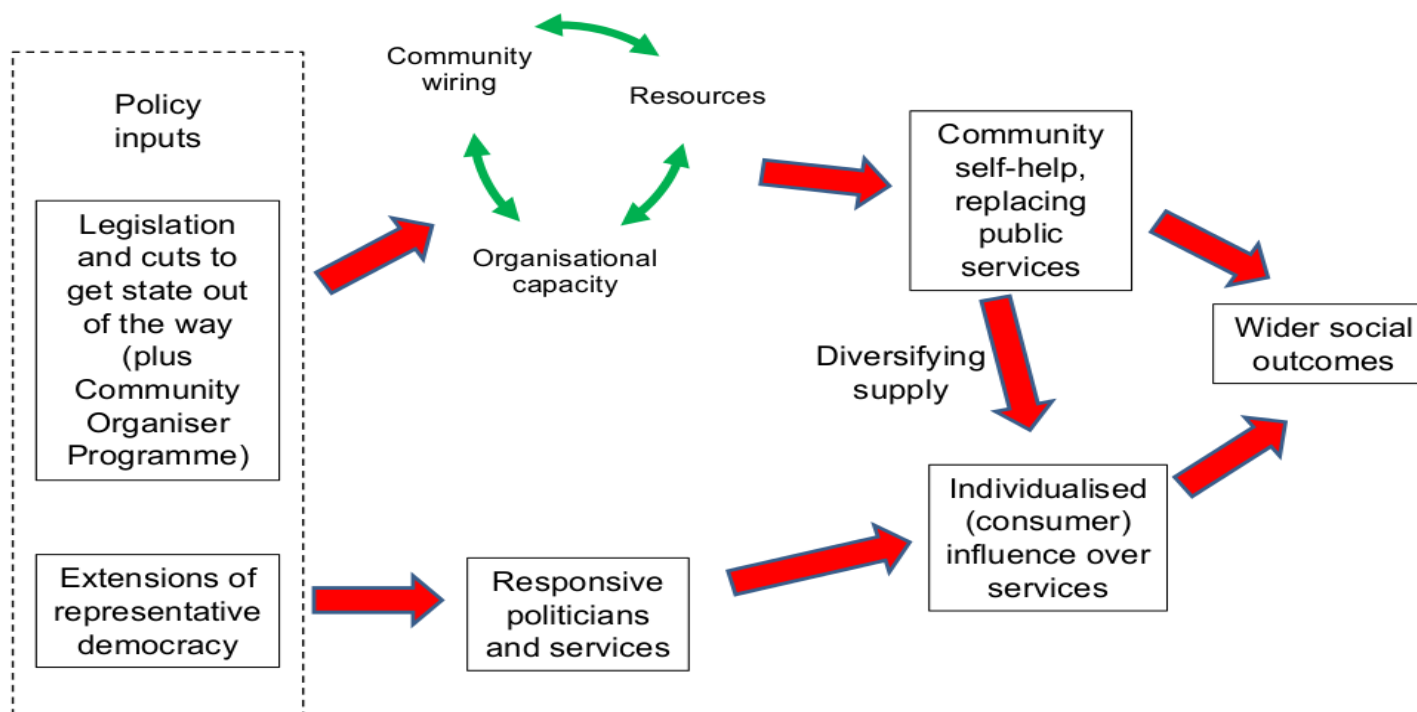 Policy
inputs
Legislation
and cuts to
get state out
of the way
(plus
Community
Organiser
Programme)
Extensions of
representative
democracy
Community
wiring
Resources
Organisational
capacity
Responsive
politicians
and services
Community
self-help,
replacing
public
services
Diversifying
supply
Individualised
(consumer)
influence over
services
Wider social
outcomes